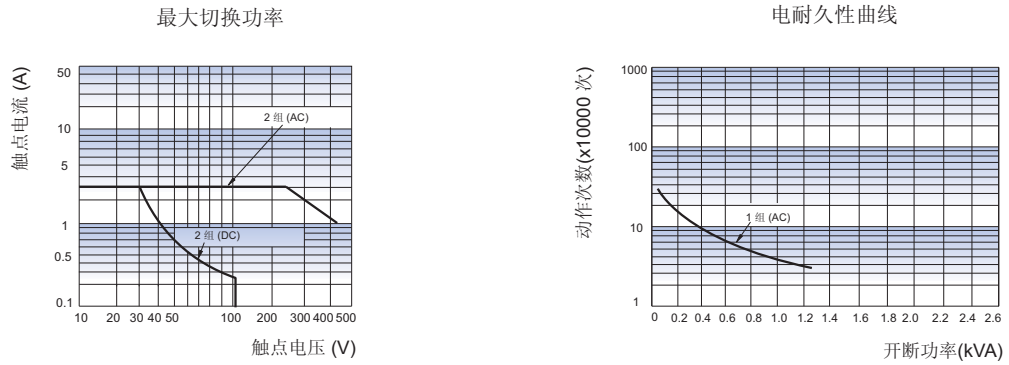 最大切换功率
触点电流 (A)
50
10
5
1
0.5
0.1
2 组 (AC)
2 组 (DC)
10 20 30 40 50 100 200 300 400 500
触点电压 (V)
电耐久性曲线
动作次数(x10000 次)
1000
100
10
1
1 组 (AC)
0 0.2 0.4 0.6 0.8 1.0 1.2 1.4 1.6 1.8 2.0 2.2 2.4 2.6
开断功率(kVA)